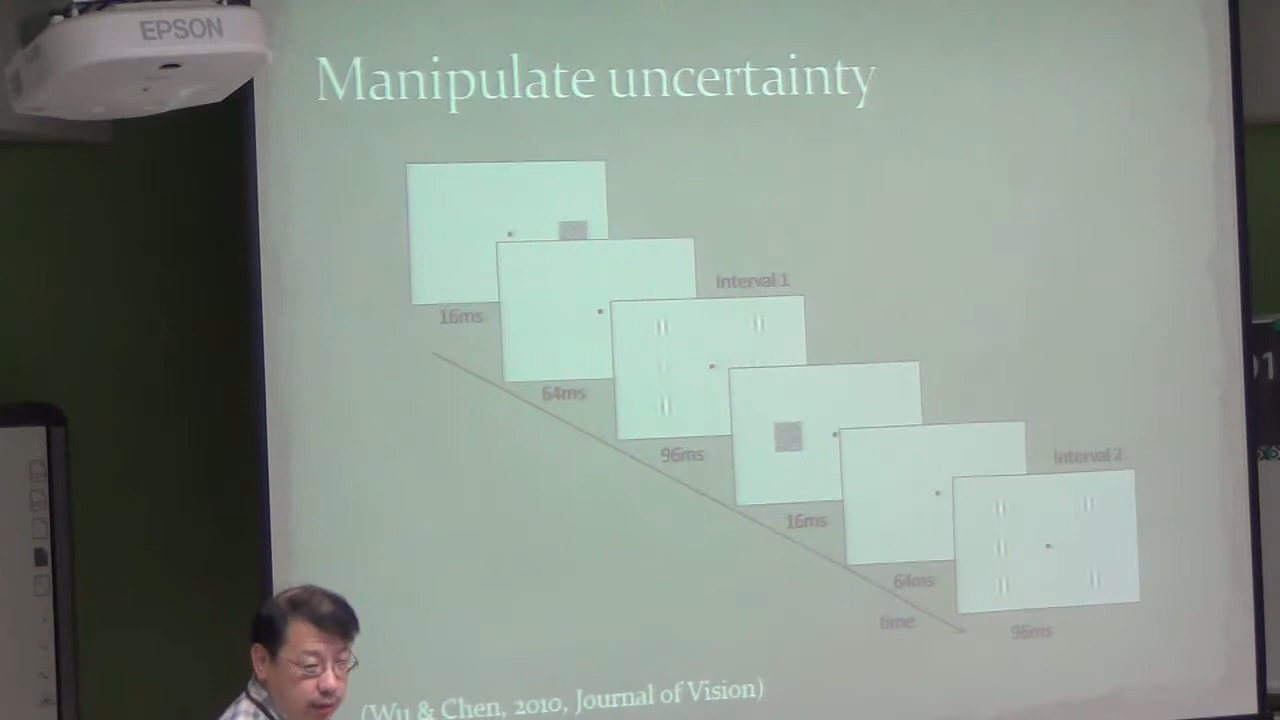 EPSON
Manipulate uncertainty
Interval 1
16ms
64ms
96ms
Interval 2
16ms
64ms
time
96ms
(Wu & Chen, 2010, Journal of Vision)